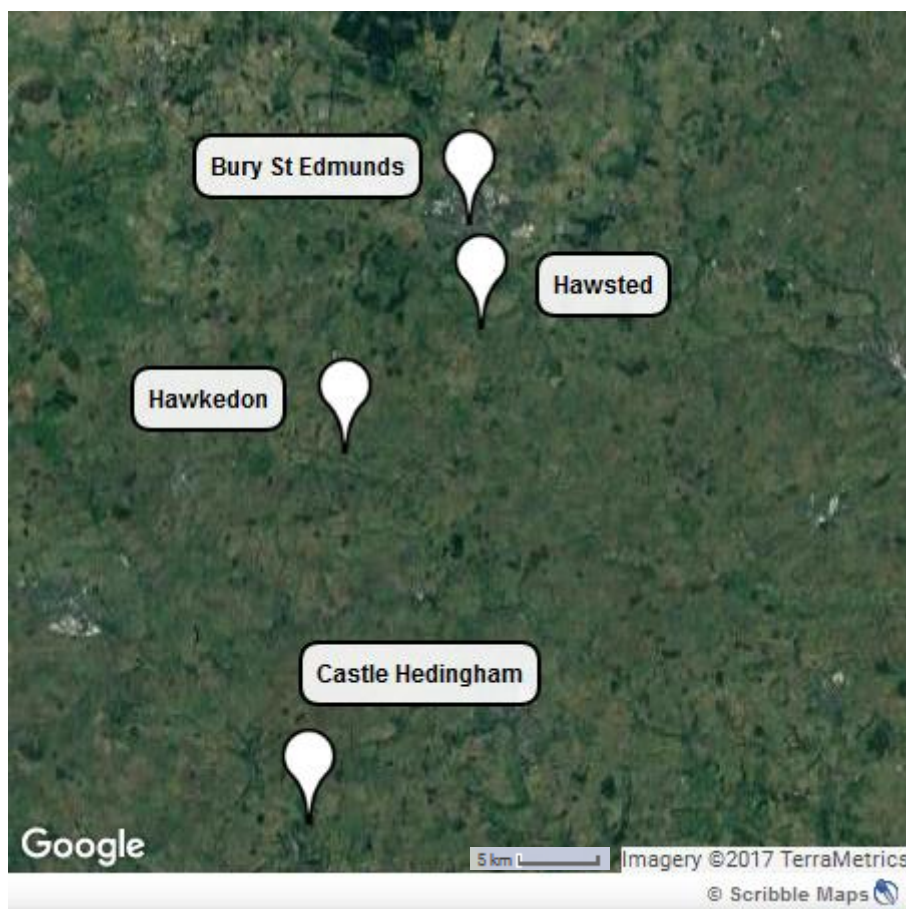 Bury St Edmunds
Hawsted
Hawkedon
Castle Hedingham
Google
5 km
Imagery ©2017 TerraMetrics
© Scribble Maps